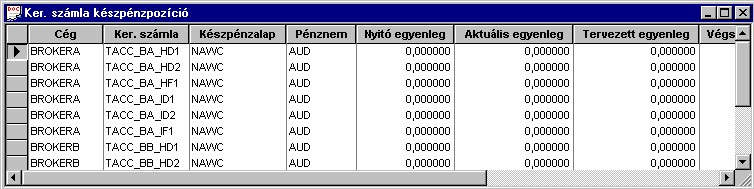 Ker. számla készpénzpozíció
Cég Ker. számla Készpénzalap Pénznem Nyitó egyenleg Aktuális egyenleg Tervezett egyenleg Végs
BROKERA TACC_BA_HD1 NAWC AUD 0,000000 0,000000 0,000000
BROKERA TACC_BA_HD2 NAWC AUD 0,000000 0,000000 0,000000
BROKERA TACC_BA_HF1 NAWC AUD 0,000000 0,000000 0,000000
BROKERA TACC_BA_ID1 NAWC AUD 0,000000 0,000000 0,000000
BROKERA TACC_BA_ID2 NAWC AUD 0,000000 0,000000 0,000000
BROKERA TACC_BA_IF1 NAWC AUD 0,000000 0,000000 0,000000
BROKERB TACC_BB_HD1 NAWC AUD 0,000000 0,000000 0,000000
BROKERB TACC_BB_HD2 NAWC AUD 0,000000 0,000000 0,000000